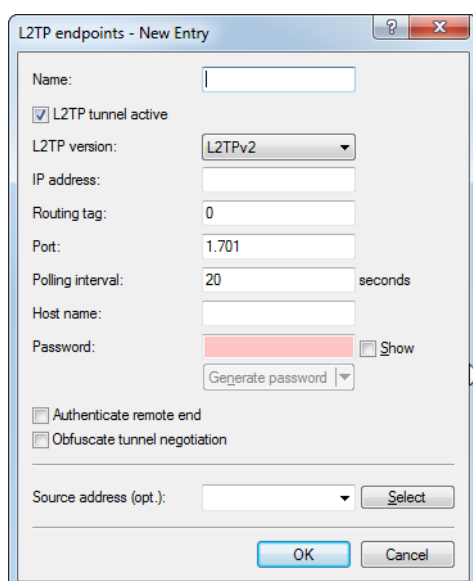 L2TP endpoints - New Entry
? X
Name:
L2TP tunnel active
L2TP version: L2TPv2
IP address:
Routing tag: 0
Port: 1.701
Polling interval: 20 seconds
Host name:
Password: Show
Generate password
Authenticate remote end
Obfuscate tunnel negotiation
Source address (opt.): Select
OK Cancel